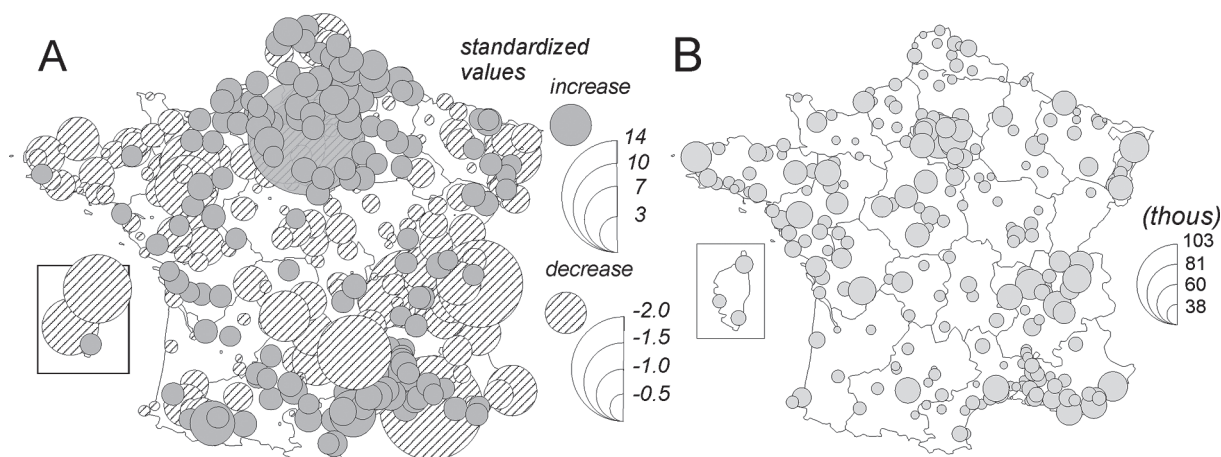 A
standardized
values
increase
14
10
7
3
decrease
-2.0
-1.5
-1.0
-0.5
B
(thous)
103
81
60
38